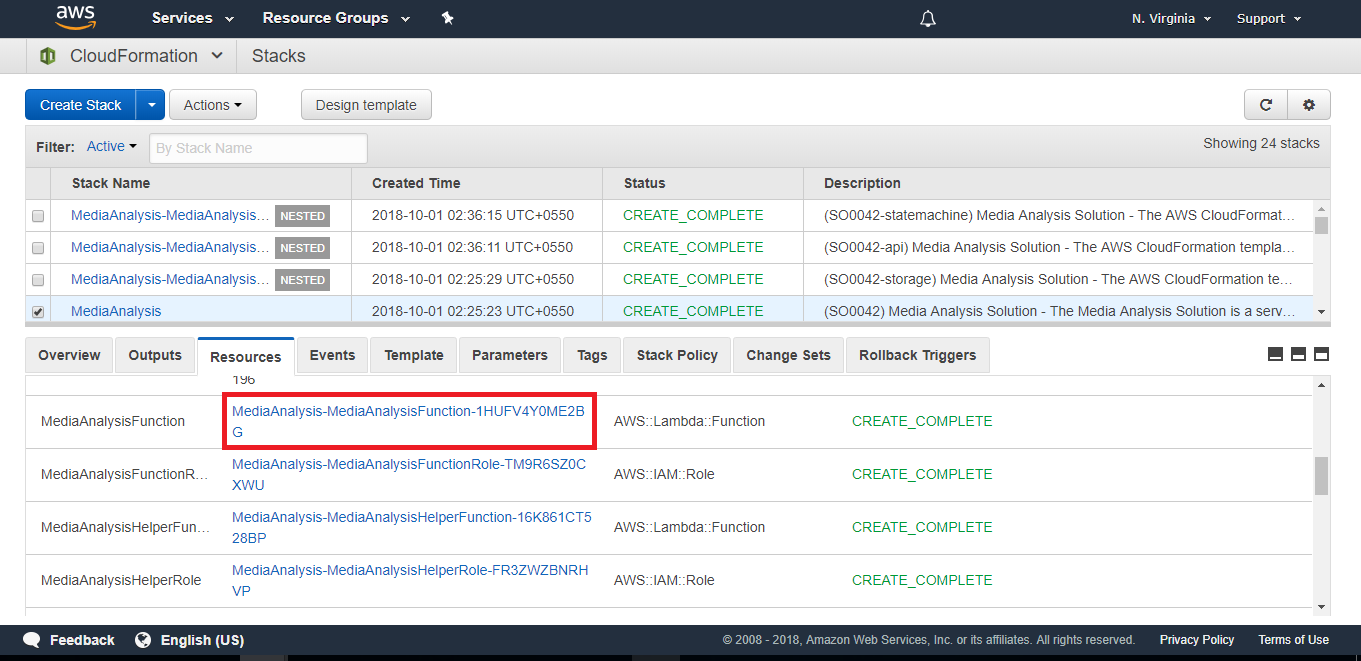 aws Services Resource Groups N. Virginia Support
CloudFormation Stacks
Create Stack Actions Design template
Filter: Active By Stack Name Showing 24 stacks
Stack Name Created Time Status Description
MediaAnalysis-MediaAnalysis... NESTED 2018-10-01 02:36:15 UTC+0550 CREATE_COMPLETE (SO0042-statemachine) Media Analysis Solution - The AWS CloudFormat...
MediaAnalysis-MediaAnalysis... NESTED 2018-10-01 02:36:11 UTC+0550 CREATE_COMPLETE (SO0042-api) Media Analysis Solution - The AWS CloudFormation templa...
MediaAnalysis-MediaAnalysis... NESTED 2018-10-01 02:25:29 UTC+0550 CREATE_COMPLETE (SO0042-storage) Media Analysis Solution - The AWS CloudFormation te...
MediaAnalysis 2018-10-01 02:25:23 UTC+0550 CREATE_COMPLETE (SO0042) Media Analysis Solution - The Media Analysis Solution is a serv...
Overview Outputs Resources Events Template Parameters Tags Stack Policy Change Sets Rollback Triggers
196
MediaAnalysisFunction MediaAnalysis-MediaAnalysisFunction-1HUFV4Y0ME2B AWS::Lambda::Function CREATE_COMPLETE
G
MediaAnalysisFunctionR... MediaAnalysis-MediaAnalysisFunctionRole-TM9R6SZ0C AWS::IAM::Role CREATE_COMPLETE
XWU
MediaAnalysisHelperFun... MediaAnalysis-MediaAnalysisHelperFunction-16K861CT5 AWS::Lambda::Function CREATE_COMPLETE
28BP
MediaAnalysisHelperRole MediaAnalysis-MediaAnalysisHelperRole-FR3ZWZBNRH AWS::IAM::Role CREATE_COMPLETE
VP
Feedback English (US) © 2008 - 2018, Amazon Web Services, Inc. or its affiliates. All rights reserved. Privacy Policy Terms of Use